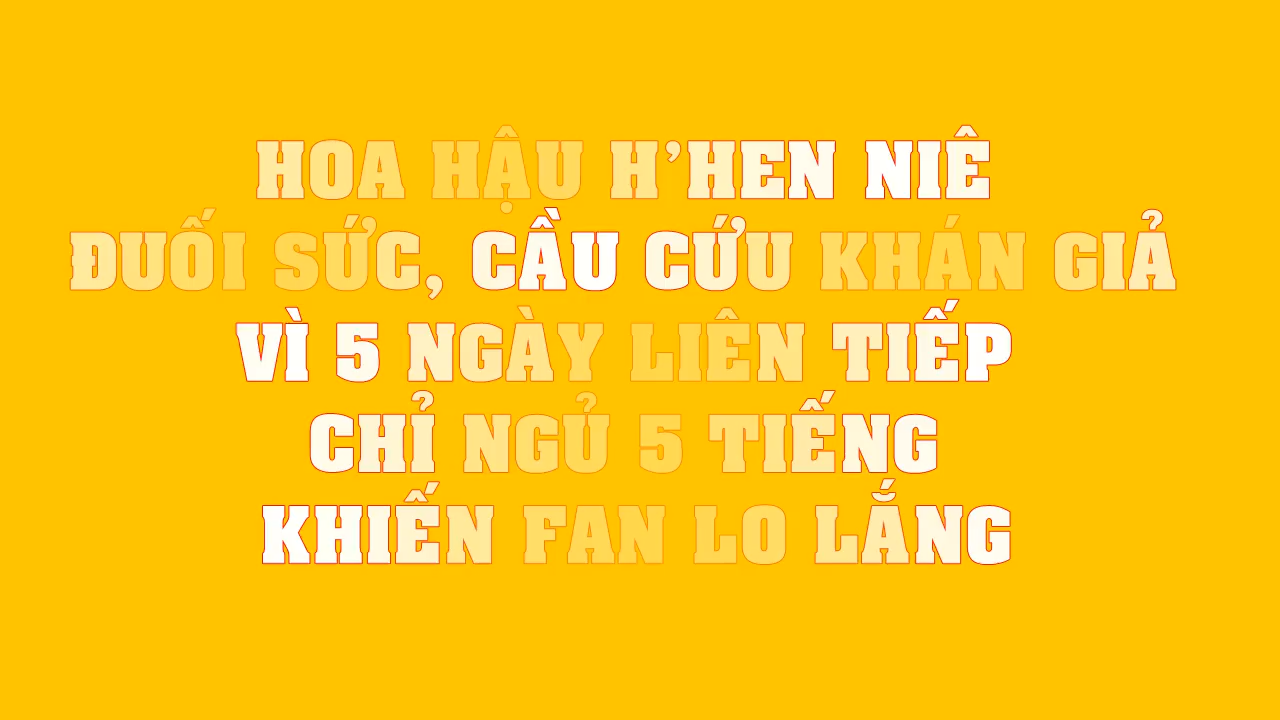 HOA HẬU H’HEN NIÊ
ĐUỐI SỨC, CẦU CỨU KHÁN GIẢ
VÌ 5 NGÀY LIÊN TIẾP
CHỈ NGỦ 5 TIẾNG
KHIẾN FAN LO LẮNG